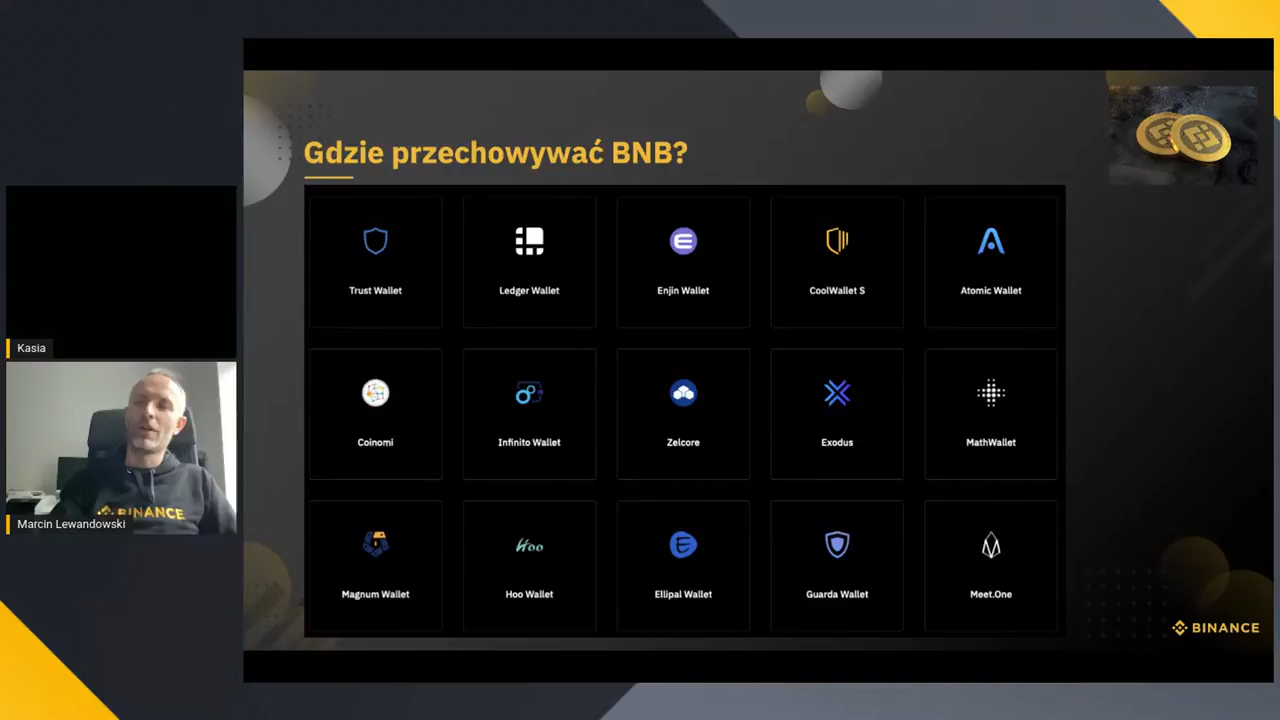 Gdzie przechowywać BNB?
Trust Wallet
Ledger Wallet
Enjin Wallet
CoolWallet S
Atomic Wallet
Kasia
Coinomi
Infinito Wallet
Zelcore
Exodus
MathWallet
BINANCE
Marcin Lewandowski
Hoo
Magnum Wallet
Hoo Wallet
Ellipal Wallet
Guarda Wallet
Meet.One
BINANCE